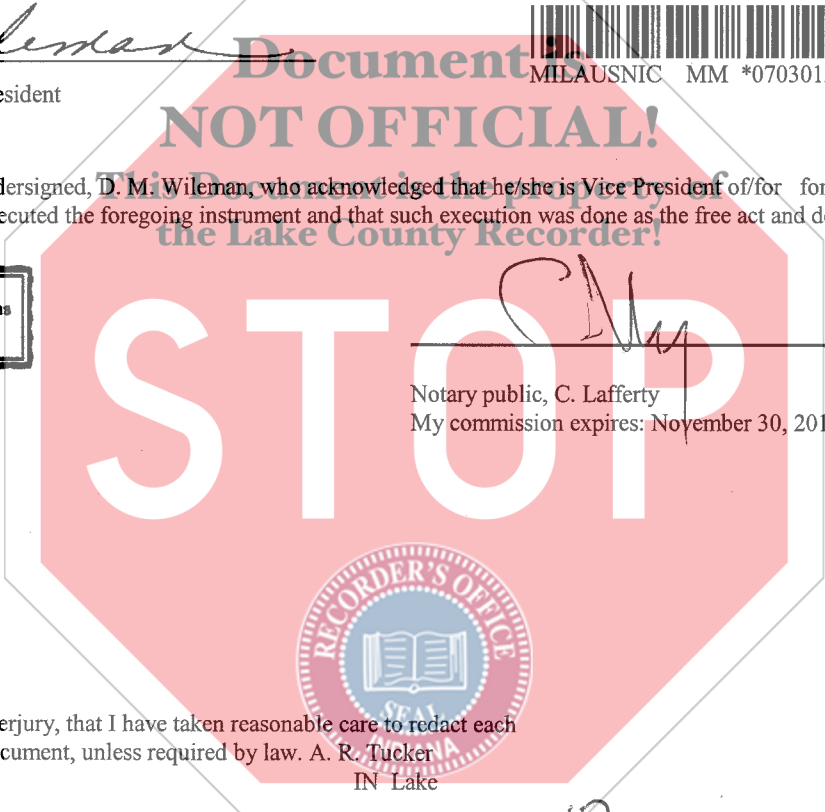 Document is
MILAUSNIC MM *070301
esident
NOT OFFICIAL!
This Document is the property of
dersigned, D. M. Wileman, who acknowledged that he/she is Vice President of/for for
ecuted the foregoing instrument and that such execution was done as the free act and d
the Lake County Recorder!
STOP
Notary public, C. Lafferty
My commission expires: November 30, 201
RECORDER'S OFFICE
SEAL
INDIANA
erjury, that I have taken reasonable care to redact each
cument, unless required by law. A. R. Tucker
IN Lake